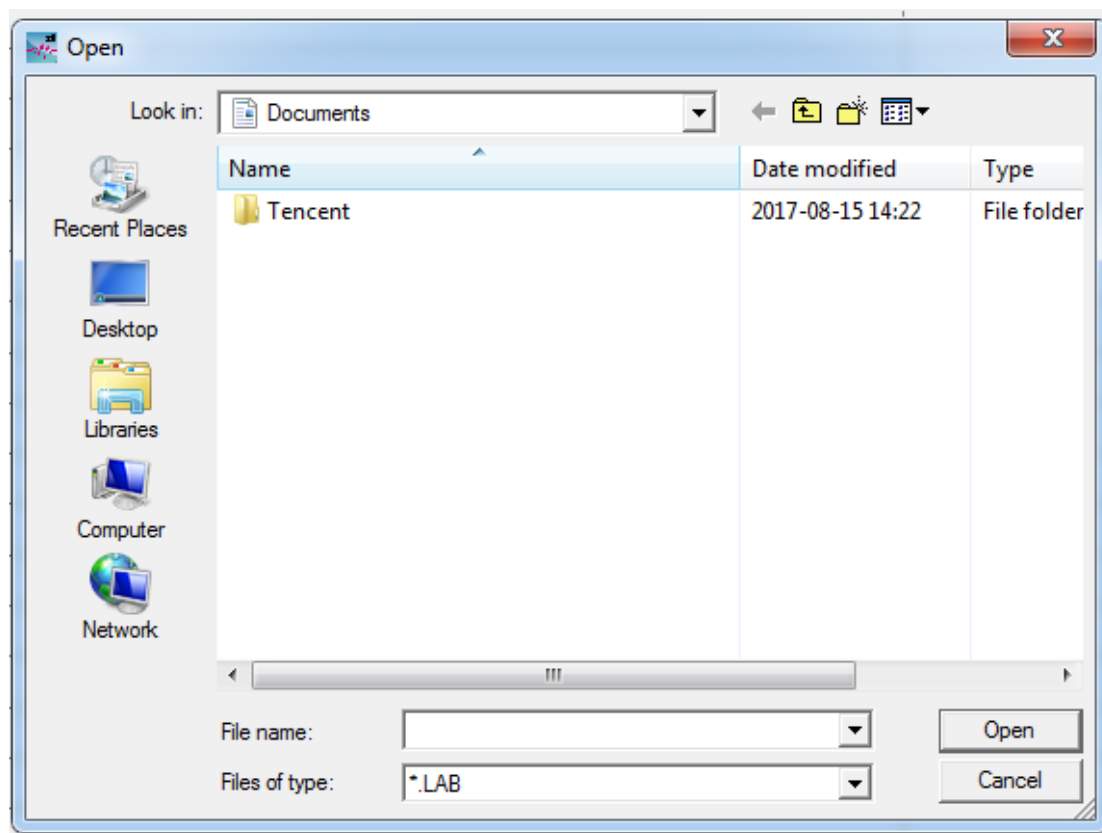 Open
Look in: Documents
Name Date modified Type
Tencent 2017-08-15 14:22 File folder
Recent Places
Desktop
Libraries
Computer
Network
File name: Open
Files of type: *.LAB Cancel